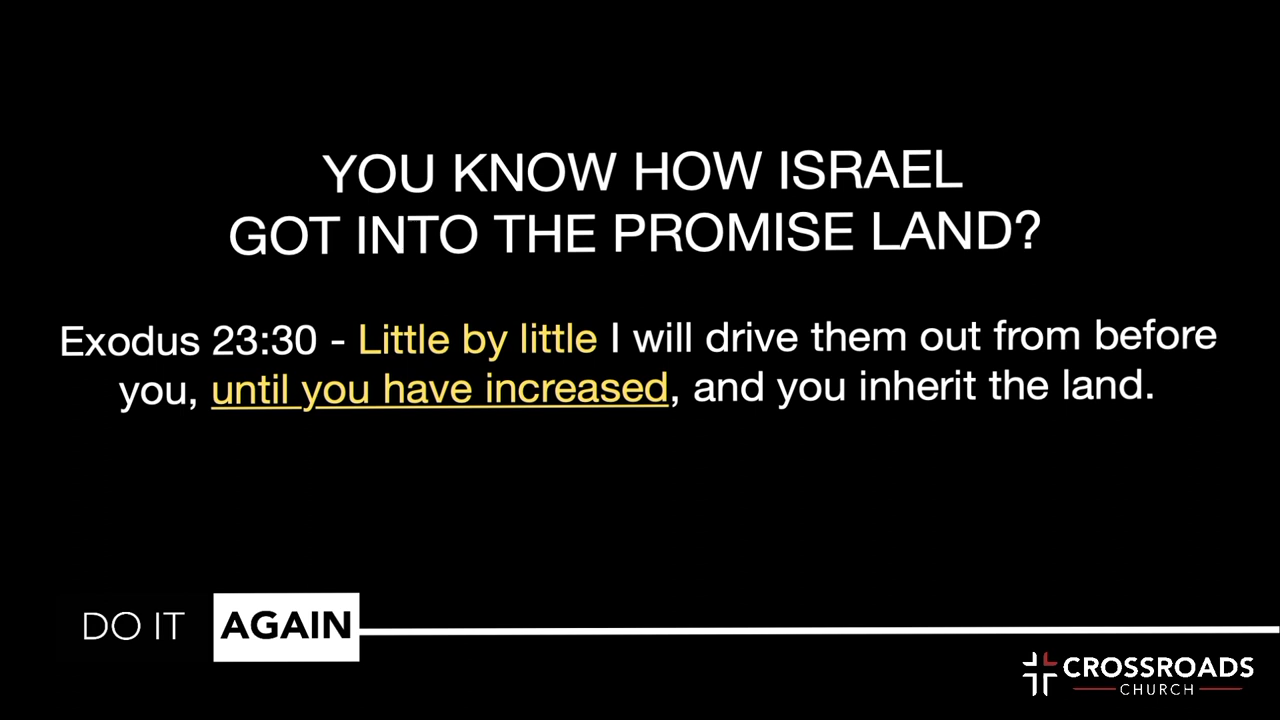 YOU KNOW HOW ISRAEL
GOT INTO THE PROMISE LAND?
Exodus 23:30 - Little by little I will drive them out from before
you, until you have increased, and you inherit the land.
DO IT AGAIN
CROSSROADS
CHURCH